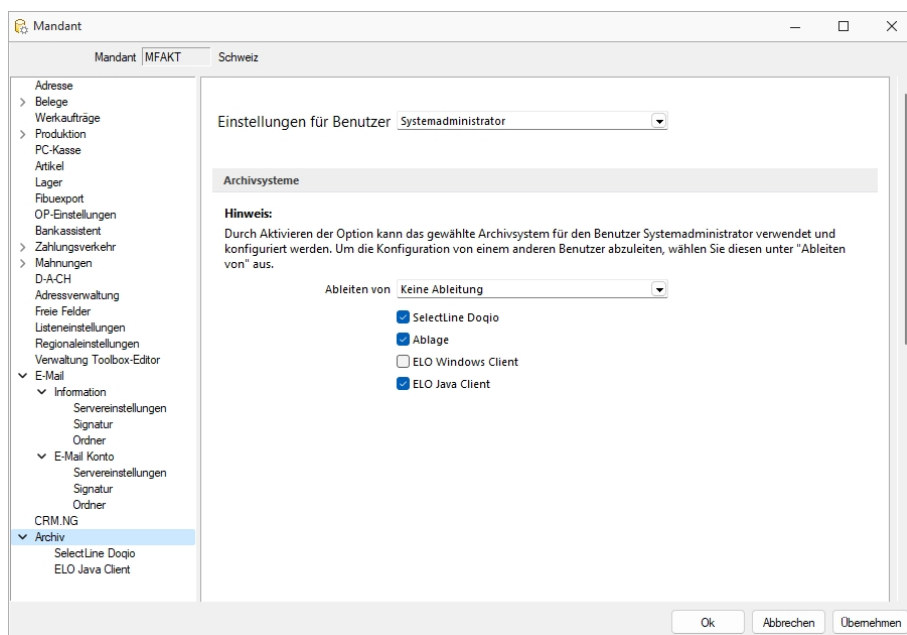 Mandant
Mandant MFAKT Schweiz
Adresse
Belege
Werkaufträge
Produktion
PC-Kasse
Artikel
Lager
Fibuexport
OP-Einstellungen
Bankassistent
Zahlungsverkehr
Mahnungen
D-A-CH
Adressverwaltung
Freie Felder
Listeneinstellungen
Regionaleinstellungen
Verwaltung Toolbox-Editor
E-Mail
Information
Servereinstellungen
Signatur
Ordner
E-Mail Konto
Servereinstellungen
Signatur
Ordner
CRM.NG
Archiv
SelectLine Doqio
ELO Java Client
Einstellungen für Benutzer Systemadministrator
Archivsysteme
Hinweis:
Durch Aktivieren der Option kann das gewählte Archivsystem für den Benutzer Systemadministrator verwendet und
konfiguriert werden. Um die Konfiguration von einem anderen Benutzer abzuleiten, wählen Sie diesen unter "Ableiten
von" aus.
Ableiten von Keine Ableitung
SelectLine Doqio
Ablage
ELO Windows Client
ELO Java Client
Ok Abbrechen Übernehmen